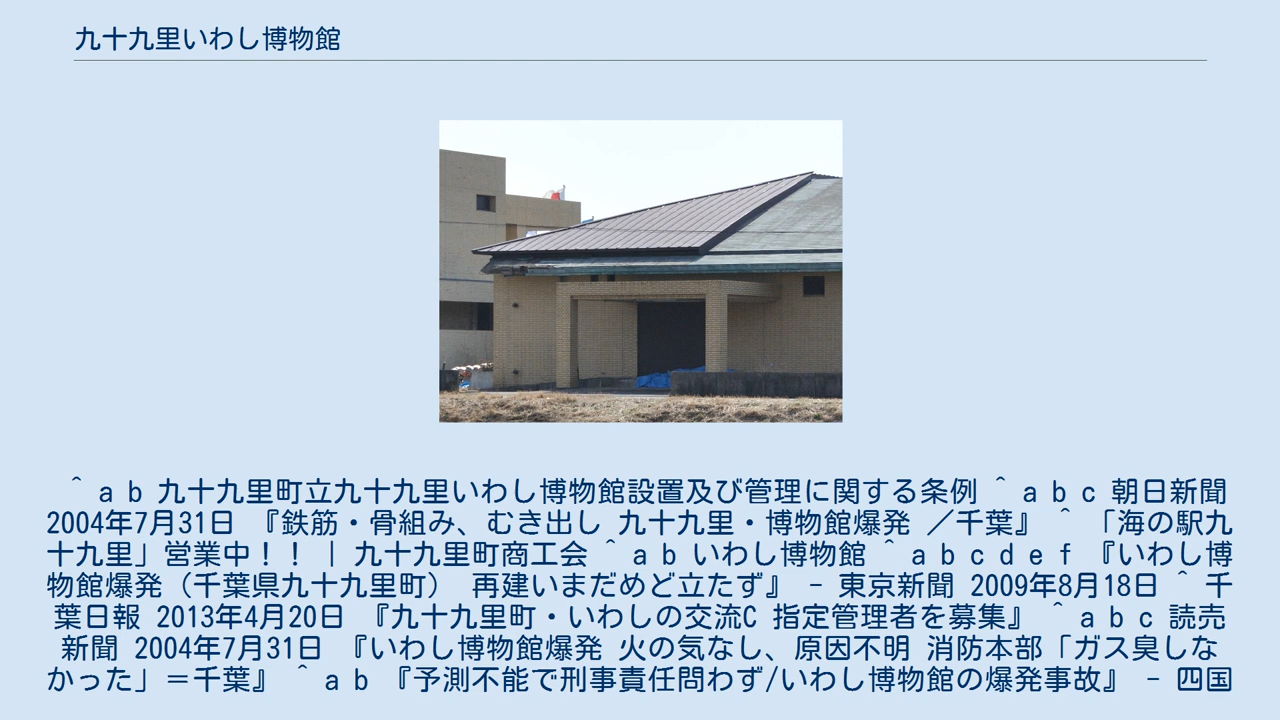 九十九里いわし博物館
^ a b 九十九里町立九十九里いわし博物館設置及び管理に関する条例 ^ a b c 朝日新聞
2004年7月31日 『鉄筋・骨組み、むき出し 九十九里・博物館爆発 ／千葉』 ^ 「海の駅九
十九里」営業中！！ | 九十九里町商工会 ^ a b いわし博物館 ^ a b c d e f 『いわし博
物館爆発（千葉県九十九里町） 再建いまだめど立たず』 - 東京新聞 2009年8月18日 ^ 千
葉日報 2013年4月20日 『九十九里町・いわしの交流C 指定管理者を募集』 ^ a b c 読売
新聞 2004年7月31日 『いわし博物館爆発 火の気なし、原因不明 消防本部「ガス臭しな
かった」＝千葉』 ^ a b 『予測不能で刑事責任問わず/いわし博物館の爆発事故』 - 四国